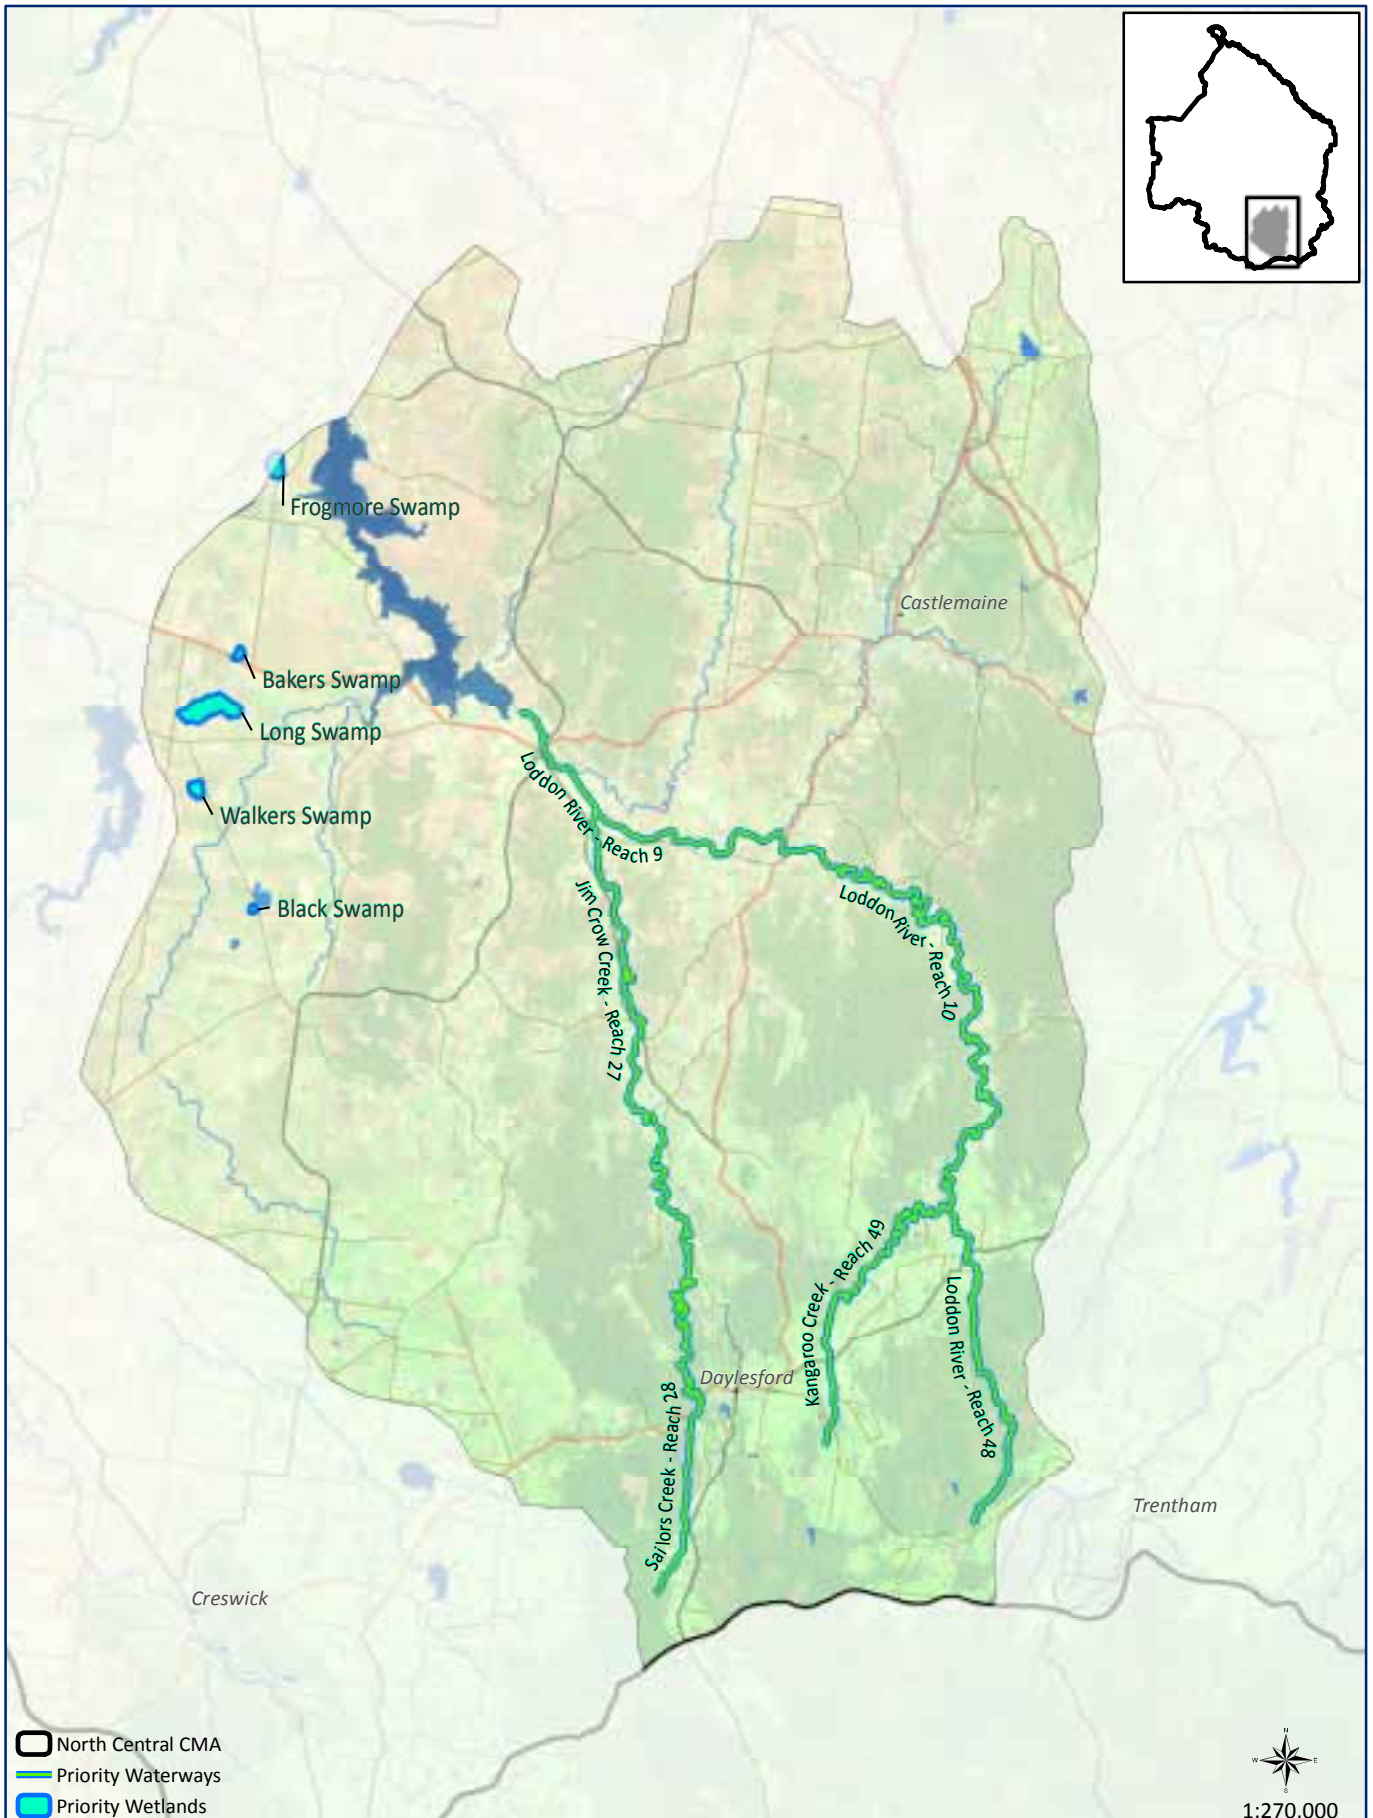 Frogmore Swamp
Castlemaine
Bakers Swamp
Long Swamp
Loddon River - Reach 9
Walkers Swamp
Jim Crow Creek - Reach 27
Loddon River - Reach 10
Black Swamp
Kangaroo Creek - Reach 49
Loddon River - Reach 48
Daylesford
Sailors Creek - Reach 28
Trentham
Creswick
North Central CMA
Priority Waterways
Priority Wetlands
N
W E
S
1:270,000